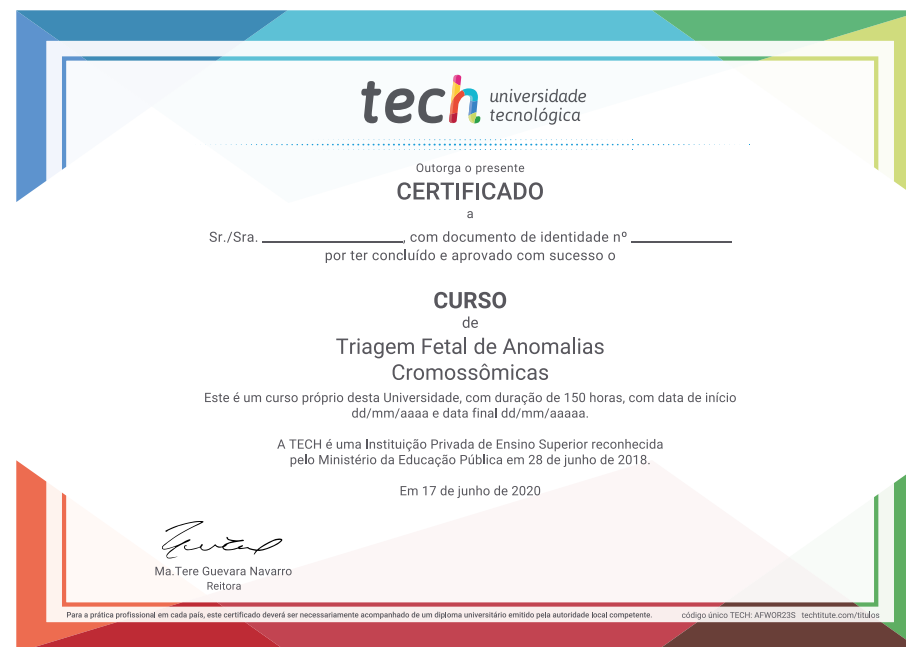 tech universidade
tecnológica
Outorga o presente
CERTIFICADO
a
Sr./Sra. ____________________, com documento de identidade nº ______________
por ter concluído e aprovado com sucesso o
CURSO
de
Triagem Fetal de Anomalias
Cromossômicas
Este é um curso próprio desta Universidade, com duração de 150 horas, com data de início
dd/mm/aaaa e data final dd/mm/aaaaa.
A TECH é uma Instituição Privada de Ensino Superior reconhecida
pelo Ministério da Educação Pública em 28 de junho de 2018.
Em 17 de junho de 2020
Ma.Tere Guevara Navarro
Reitora
Para a prática profissional em cada país, este certificado deverá ser necessariamente acompanhado de um diploma universitário emitido pela autoridade local competente. código único TECH: AFWOR23S techtitute.com/titulos